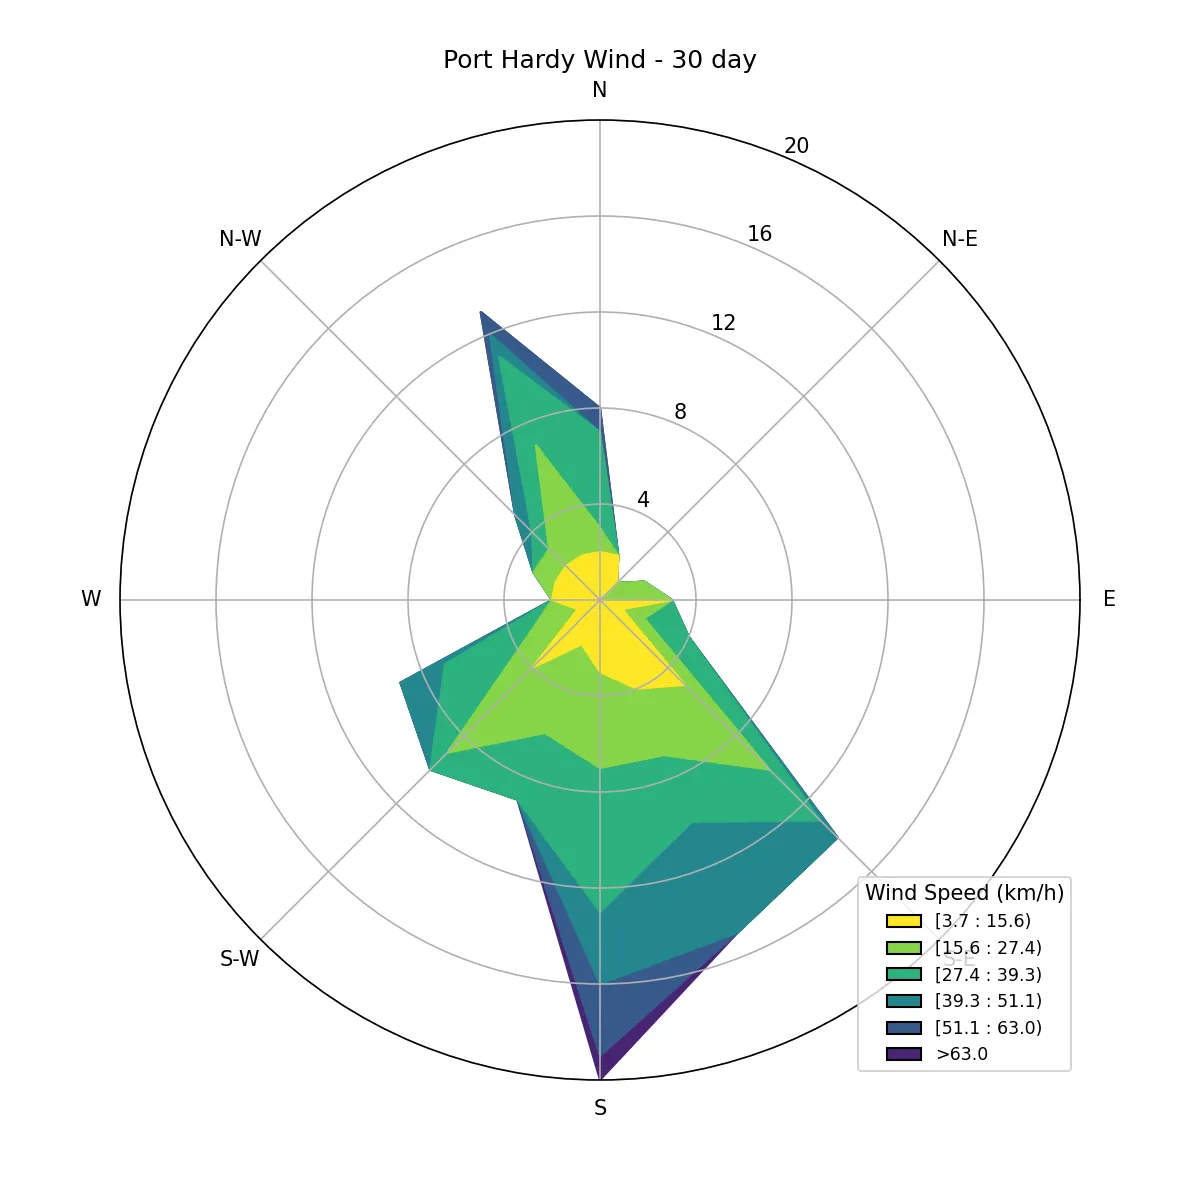 Port Hardy Wind - 30 day
N
20
N-W
16
N-E
12
8
4
W
E
S-W
S-E
Wind Speed (km/h)
[3.7 : 15.6)
[15.6 : 27.4)
[27.4 : 39.3)
[39.3 : 51.1)
[51.1 : 63.0)
>63.0
S